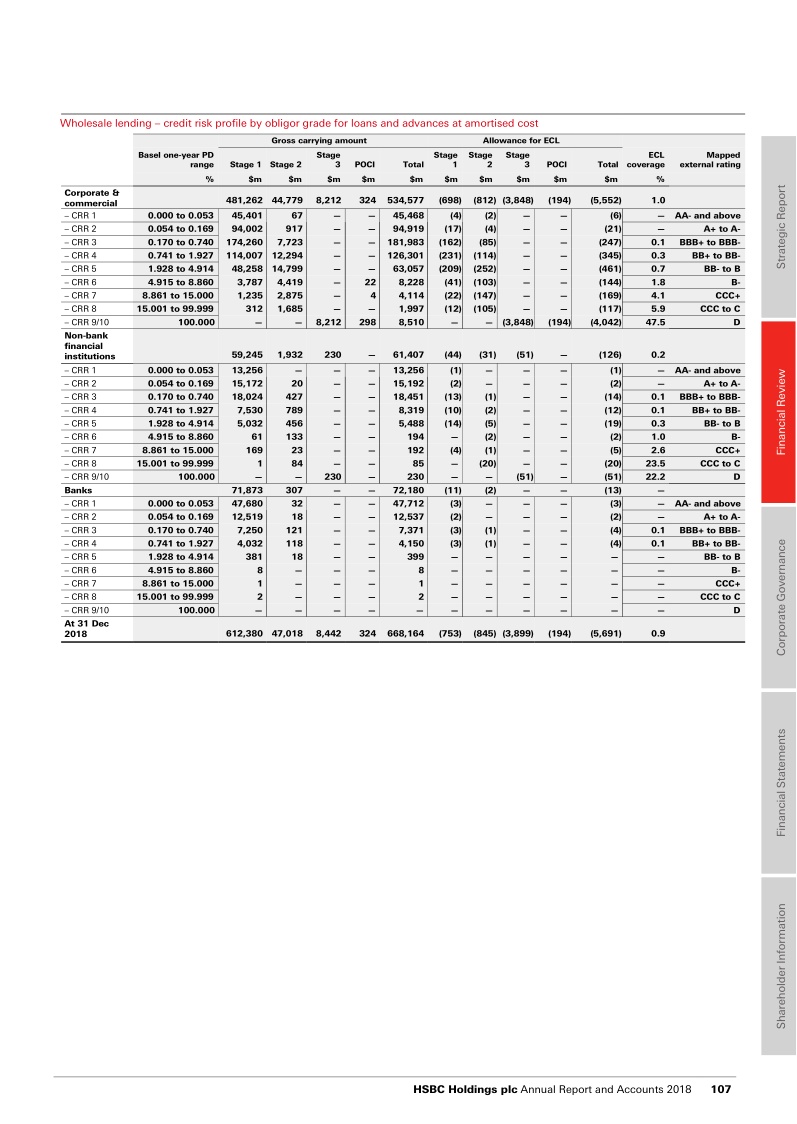 Wholesale lending – credit risk profile by obligor grade for loans and advances at amortised cost
Gross carrying amount Allowance for ECL
Basel one-year PD range Stage 1 Stage 2 Stage 3 POCI Total Stage 1 Stage 2 Stage 3 POCI Total ECL coverage Mapped external rating
% $m $m $m $m $m $m $m $m $m $m %
Corporate & commercial 481,262 44,779 8,212 324 534,577 (698) (812) (3,848) (194) (5,552) 1.0
– CRR 1 0.000 to 0.053 45,401 67 — — 45,468 (4) (2) — — (6) — AA- and above
– CRR 2 0.054 to 0.169 94,002 917 — — 94,919 (17) (4) — — (21) — A+ to A-
– CRR 3 0.170 to 0.740 174,260 7,723 — — 181,983 (162) (85) — — (247) 0.1 BBB+ to BBB-
– CRR 4 0.741 to 1.927 114,007 12,294 — — 126,301 (231) (114) — — (345) 0.3 BB+ to BB-
– CRR 5 1.928 to 4.914 48,258 14,799 — — 63,057 (209) (252) — — (461) 0.7 BB- to B
– CRR 6 4.915 to 8.860 3,787 4,419 — 22 8,228 (41) (103) — — (144) 1.8 B-
– CRR 7 8.861 to 15.000 1,235 2,875 — 4 4,114 (22) (147) — — (169) 4.1 CCC+
– CRR 8 15.001 to 99.999 312 1,685 — — 1,997 (12) (105) — — (117) 5.9 CCC to C
– CRR 9/10 100.000 — — 8,212 298 8,510 — — (3,848) (194) (4,042) 47.5 D
Non-bank financial institutions 59,245 1,932 230 — 61,407 (44) (31) (51) — (126) 0.2
– CRR 1 0.000 to 0.053 13,256 — — — 13,256 (1) — — — (1) — AA- and above
– CRR 2 0.054 to 0.169 15,172 20 — — 15,192 (2) — — — (2) — A+ to A-
– CRR 3 0.170 to 0.740 18,024 427 — — 18,451 (13) (1) — — (14) 0.1 BBB+ to BBB-
– CRR 4 0.741 to 1.927 7,530 789 — — 8,319 (10) (2) — — (12) 0.1 BB+ to BB-
– CRR 5 1.928 to 4.914 5,032 456 — — 5,488 (14) (5) — — (19) 0.3 BB- to B
– CRR 6 4.915 to 8.860 61 133 — — 194 — (2) — — (2) 1.0 B-
– CRR 7 8.861 to 15.000 169 23 — — 192 (4) (1) — — (5) 2.6 CCC+
– CRR 8 15.001 to 99.999 1 84 — — 85 — (20) — — (20) 23.5 CCC to C
– CRR 9/10 100.000 — — 230 — 230 — — (51) — (51) 22.2 D
Banks 71,873 307 — — 72,180 (11) (2) — — (13) —
– CRR 1 0.000 to 0.053 47,680 32 — — 47,712 (3) — — — (3) — AA- and above
– CRR 2 0.054 to 0.169 12,519 18 — — 12,537 (2) — — — (2) — A+ to A-
– CRR 3 0.170 to 0.740 7,250 121 — — 7,371 (3) (1) — — (4) 0.1 BBB+ to BBB-
– CRR 4 0.741 to 1.927 4,032 118 — — 4,150 (3) (1) — — (4) 0.1 BB+ to BB-
– CRR 5 1.928 to 4.914 381 18 — — 399 — — — — — — BB- to B
– CRR 6 4.915 to 8.860 8 — — — 8 — — — — — — B-
– CRR 7 8.861 to 15.000 1 — — — 1 — — — — — — CCC+
– CRR 8 15.001 to 99.999 2 — — — 2 — — — — — — CCC to C
– CRR 9/10 100.000 — — — — — — — — — — — D
At 31 Dec 2018 612,380 47,018 8,442 324 668,164 (753) (845) (3,899) (194) (5,691) 0.9
Strategic Report
Financial Review
Corporate Governance
Financial Statements
Shareholder Information
HSBC Holdings plc Annual Report and Accounts 2018 107